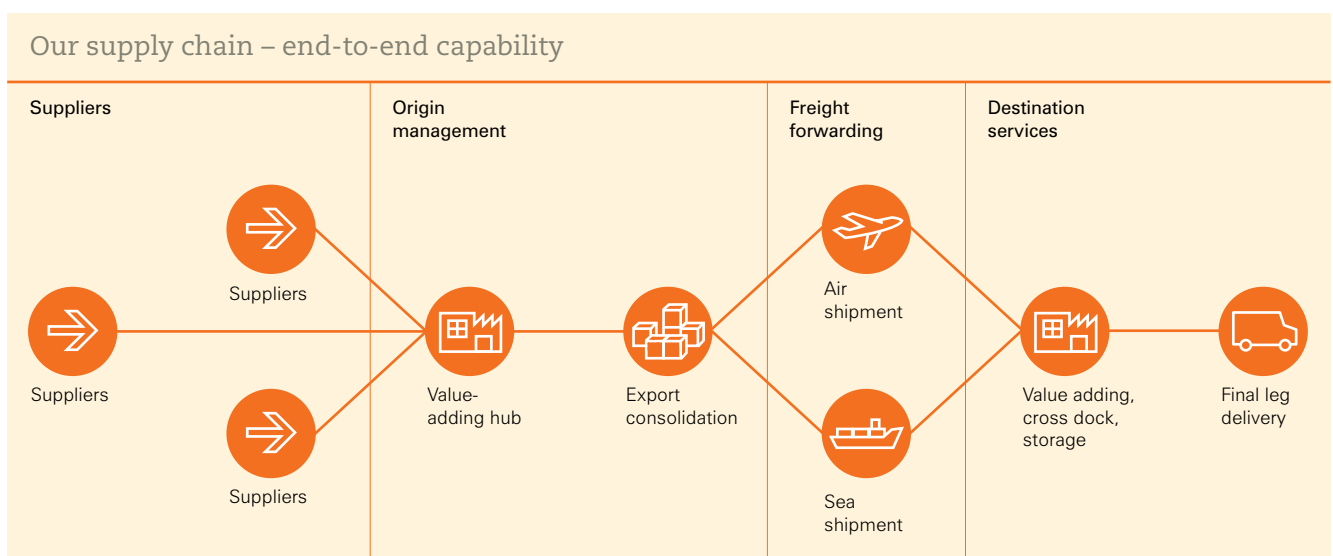 Our supply chain – end-to-end capability
Suppliers
Origin
management
Freight
forwarding
Destination
services
Suppliers
Suppliers
Suppliers
Value-
adding hub
Export
consolidation
Air
shipment
Sea
shipment
Value adding,
cross dock,
storage
Final leg
delivery